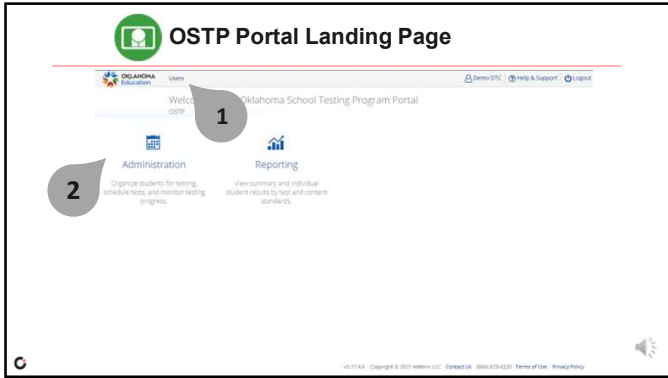 OSTP Portal Landing Page
OKLAHOMA Education
Users
Demo DTC
Help & Support
Logout
Oklahoma School Testing Program Portal
OSTP
1
Administration
Reporting
2
Organize students for testing,
schedule tests, and monitor testing
progress.
View summary and individual
student results by test and content
standards.
Copyright © 2021 eMetric LLC. Contact Us Terms of Use Privacy Policy